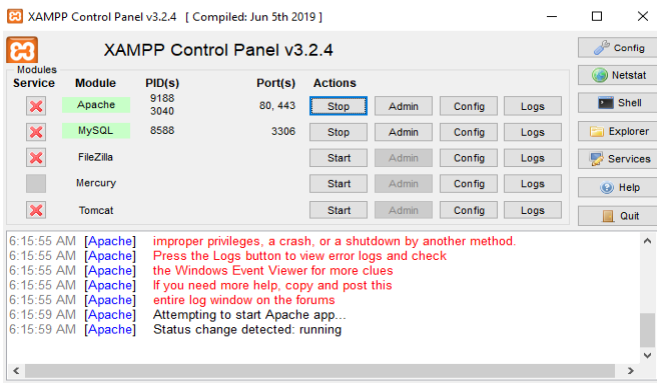 XAMPP Control Panel v3.2.4 [ Compiled: Jun 5th 2019 ]
XAMPP Control Panel v3.2.4
Config
Modules
Service Module PID(s) Port(s) Actions
Netstat
Apache 9188 3040 80, 443 Stop Admin Config Logs
Shell
MySQL 8588 3306 Stop Admin Config Logs
Explorer
FileZilla Start Admin Config Logs
Services
Mercury Start Admin Config Logs
Help
Tomcat Start Admin Config Logs
Quit
6:15:55 AM [Apache] improper privileges, a crash, or a shutdown by another method.
6:15:55 AM [Apache] Press the Logs button to view error logs and check
6:15:55 AM [Apache] the Windows Event Viewer for more clues
6:15:55 AM [Apache] If you need more help, copy and post this
6:15:55 AM [Apache] entire log window on the forums
6:15:59 AM [Apache] Attempting to start Apache app...
6:15:59 AM [Apache] Status change detected: running